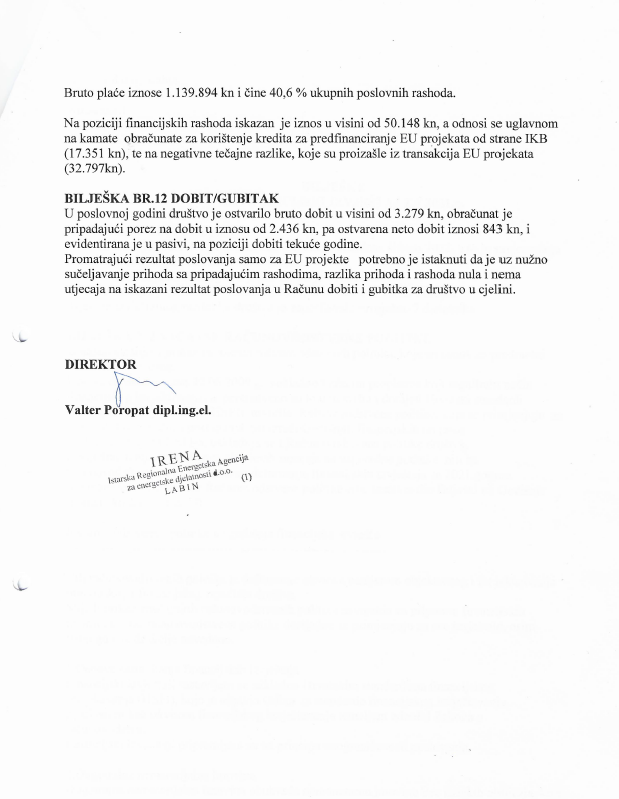 Bruto plaće iznose 1.139.894 kn i čine 40,6 % ukupnih poslovnih rashoda.
Na poziciji financijskih rashoda iskazan je iznos u visini od 50.148 kn, a odnosi se uglavnom
na kamate obračunate za korištenje kredita za predfinanciranje EU projekata od strane IKB
(17.351 kn), te na negativne tečajne razlike, koje su proizašle iz transakcija EU projekata
(32.797kn).
BILJEŠKA BR.12 DOBIT/GUBITAK
U poslovnoj godini društvo je ostvarilo bruto dobit u visini od 3.279 kn, obračunat je
pripadajući porez na dobit u iznosu od 2.436 kn, pa ostvarena neto dobit iznosi 843 kn, i
evidentirana je u pasivi, na poziciji dobiti tekuće godine.
Promatrajući rezultat poslovanja samo za EU projekte potrebno je istaknuti da je uz nužno
sučeljavanje prihoda sa pripadajućim rashodima, razlika prihoda i rashoda nula i nema
utjecaja na iskazani rezultat poslovanja u Računu dobiti i gubitka za društvo u cjelini.
DIREKTOR
Valter Poropat dipl.ing.el.
IRENA
Istarska Regionalna Energetska Agencija
za energetske djelatnosti d.o.o.
LABIN (1)